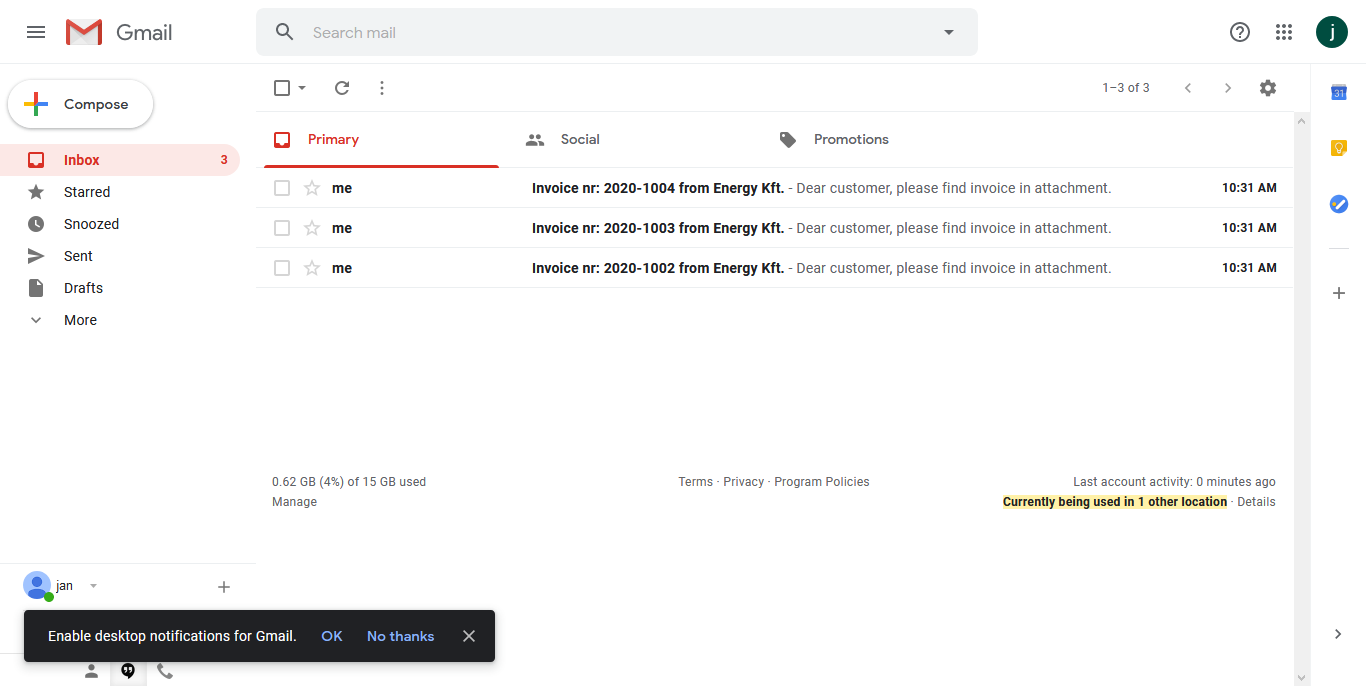 Gmail
Search mail
j
Compose
1–3 of 3
31
Primary
Social
Promotions
Inbox 3
Starred
Snoozed
Sent
Drafts
More
me Invoice nr: 2020-1004 from Energy Kft. - Dear customer, please find invoice in attachment. 10:31 AM
me Invoice nr: 2020-1003 from Energy Kft. - Dear customer, please find invoice in attachment. 10:31 AM
me Invoice nr: 2020-1002 from Energy Kft. - Dear customer, please find invoice in attachment. 10:31 AM
0.62 GB (4%) of 15 GB used
Manage
Terms · Privacy · Program Policies
Last account activity: 0 minutes ago
Currently being used in 1 other location · Details
jan
Enable desktop notifications for Gmail. OK No thanks